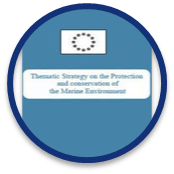 Thematic Strategy on the Protection
and conservation of
the Marine Environment